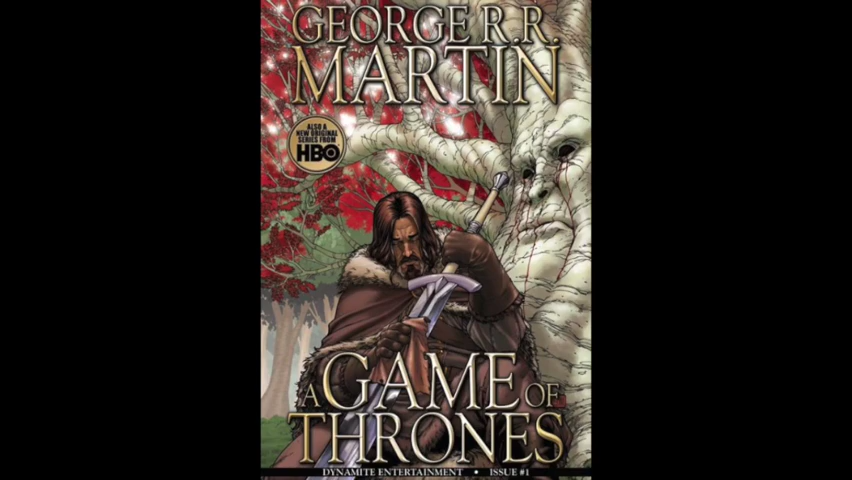 GEORGE R.R.
MARTIN
ALSO A
NEW ORIGINAL
SERIES FROM
HBO
A GAME OF
THRONES
DYNAMITE ENTERTAINMENT • ISSUE #1